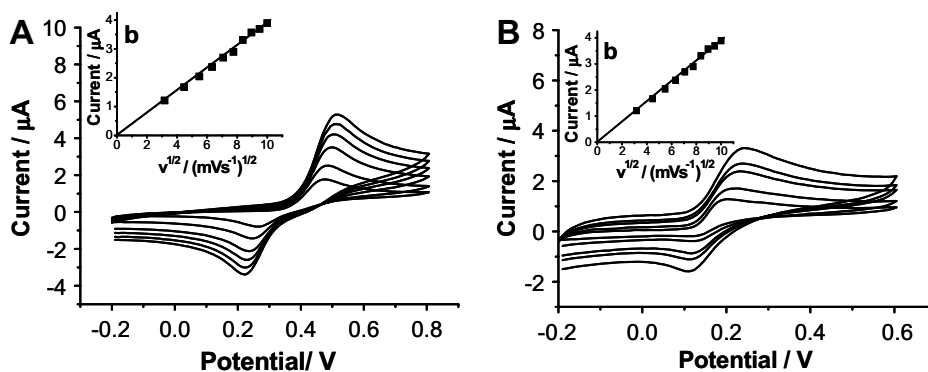 A
b
Current / µA
4
3
2
1
0
0 2 4 6 8 10
v^1/2 / (mVs^-1)^1/2
Current / µA
10
8
6
4
2
0
-2
-4
-0.2 0.0 0.2 0.4 0.6 0.8
Potential/ V
B
b
Current / µA
4
3
2
1
0
0 2 4 6 8 10
v^1/2 / (mVs^-1)^1/2
Current / µA
8
6
4
2
0
-2
-0.2 0.0 0.2 0.4 0.6
Potential / V